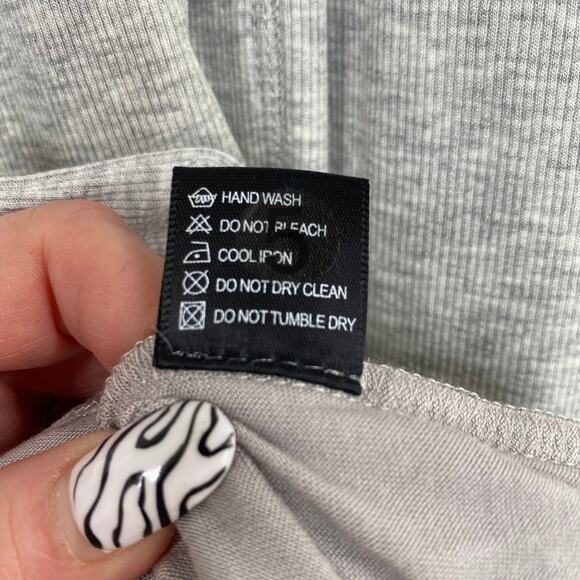 HAND WASH
DO NOT BLEACH
COOL IRON
DO NOT DRY CLEAN
DO NOT TUMBLE DRY